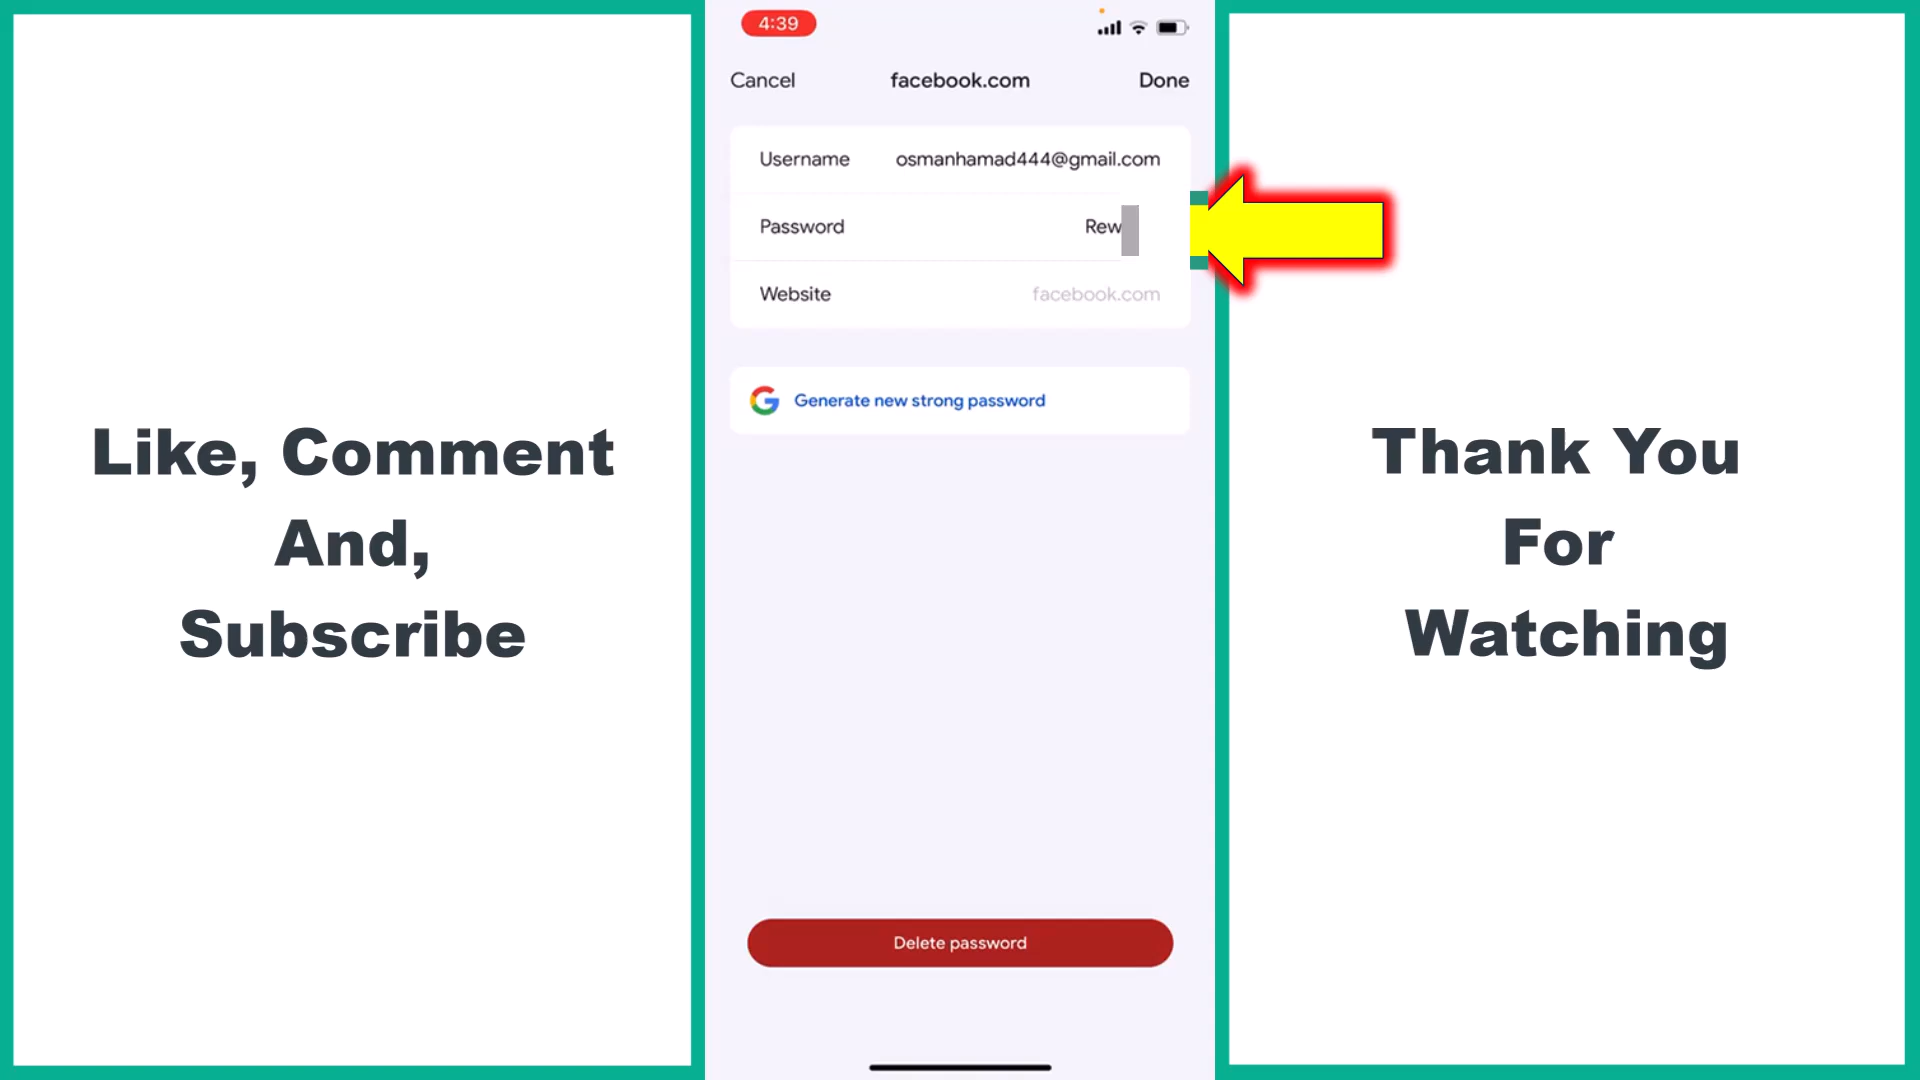 4:39
Cancel facebook.com Done
Username osmanhamad444@gmail.com
Password Rew
Website facebook.com
Generate new strong password
Delete password
Like, Comment
And,
Subscribe
Thank You
For
Watching